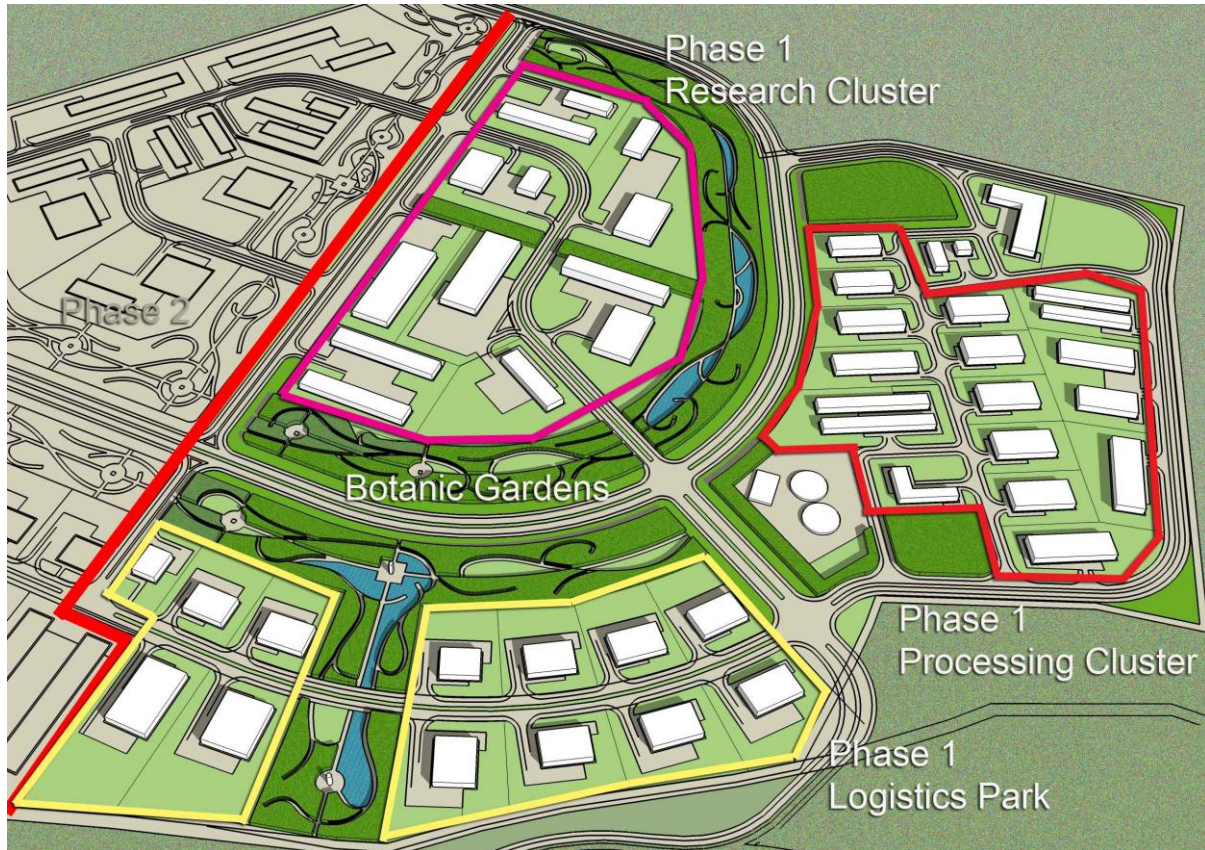 Phase 1
Research Cluster
Phase 2
Botanic Gardens
Phase 1
Processing Cluster
Phase 1
Logistics Park